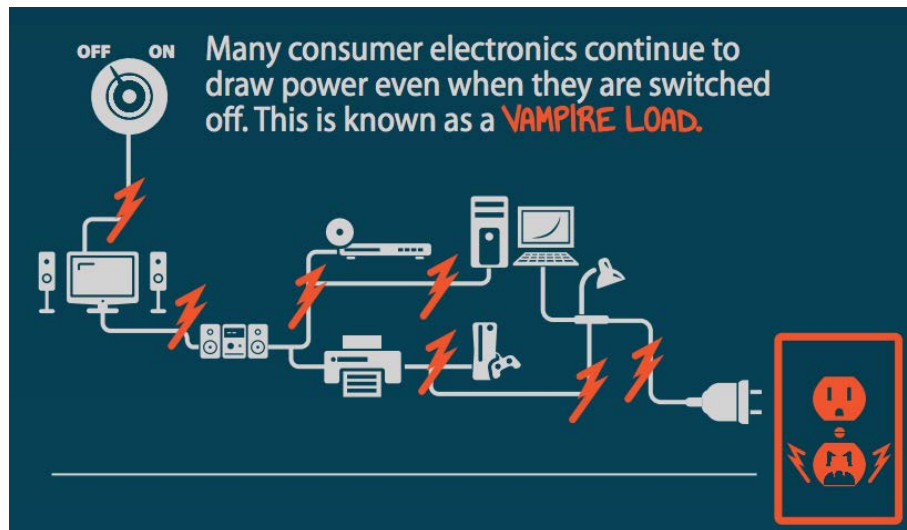 OFF ON
Many consumer electronics continue to
draw power even when they are switched
off. This is known as a VAMPIRE LOAD.